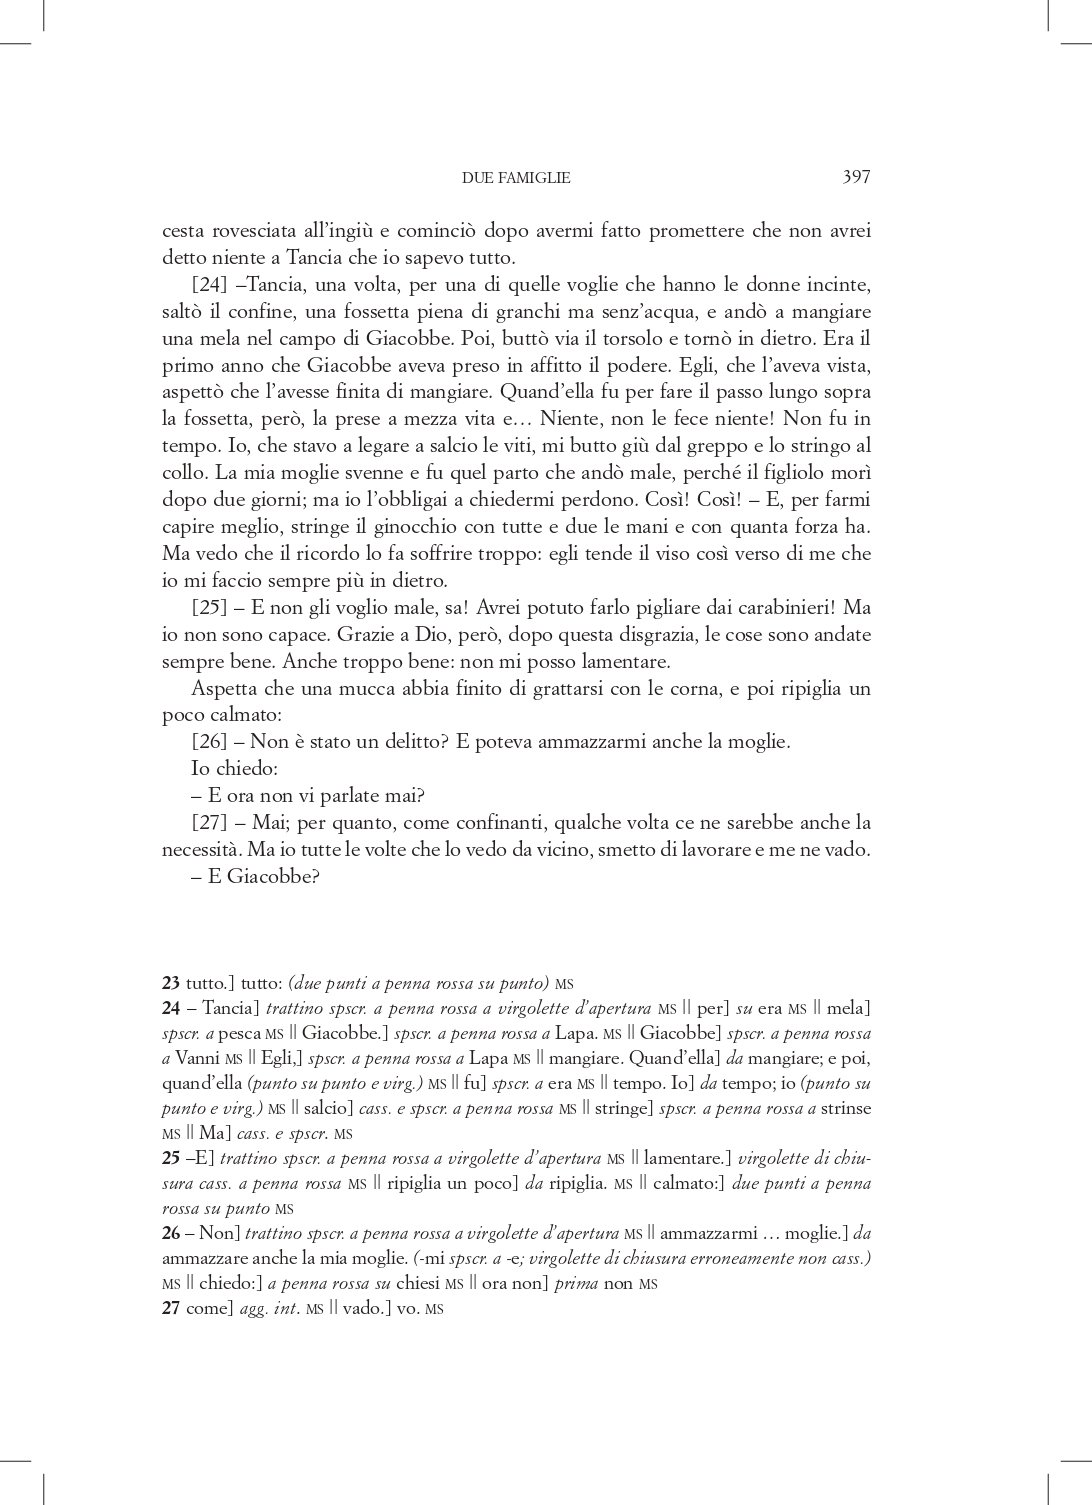 DUE FAMIGLIE 397
cesta rovesciata all’ingiù e cominciò dopo avermi fatto promettere che non avrei
detto niente a Tancia che io sapevo tutto.
[24] –Tancia, una volta, per una di quelle voglie che hanno le donne incinte,
saltò il confine, una fossetta piena di granchi ma senz’acqua, e andò a mangiare
una mela nel campo di Giacobbe. Poi, buttò via il torsolo e tornò in dietro. Era il
primo anno che Giacobbe aveva preso in affitto il podere. Egli, che l’aveva vista,
aspettò che l’avesse finita di mangiare. Quand’ella fu per fare il passo lungo sopra
la fossetta, però, la prese a mezza vita e… Niente, non le fece niente! Non fu in
tempo. Io, che stavo a legare a salcio le viti, mi butto giù dal greppo e lo stringo al
collo. La mia moglie svenne e fu quel parto che andò male, perché il figliolo morì
dopo due giorni; ma io l’obbligai a chiedermi perdono. Così! Così! – E, per farmi
capire meglio, stringe il ginocchio con tutte e due le mani e con quanta forza ha.
Ma vedo che il ricordo lo fa soffrire troppo: egli tende il viso così verso di me che
io mi faccio sempre più in dietro.
[25] – E non gli voglio male, sa! Avrei potuto farlo pigliare dai carabinieri! Ma
io non sono capace. Grazie a Dio, però, dopo questa disgrazia, le cose sono andate
sempre bene. Anche troppo bene: non mi posso lamentare.
Aspetta che una mucca abbia finito di grattarsi con le corna, e poi ripiglia un
poco calmato:
[26] – Non è stato un delitto? E poteva ammazzarmi anche la moglie.
Io chiedo:
– E ora non vi parlate mai?
[27] – Mai; per quanto, come confinanti, qualche volta ce ne sarebbe anche la
necessità. Ma io tutte le volte che lo vedo da vicino, smetto di lavorare e me ne vado.
– E Giacobbe?
23 tutto.] tutto: (due punti a penna rossa su punto) MS
24 – Tancia] trattino spscr. a penna rossa a virgolette d’apertura MS || per] su era MS || mela]
spscr. a pesca MS || Giacobbe.] spscr. a penna rossa a Lapa. MS || Giacobbe] spscr. a penna rossa
a Vanni MS || Egli,] spscr. a penna rossa a Lapa MS || mangiare. Quand’ella] da mangiare; e poi,
quand’ella (punto su punto e virg.) MS || fu] spscr. a era MS || tempo. Io] da tempo; io (punto su
punto e virg.) MS || salcio] cass. e spscr. a penna rossa MS || stringe] spscr. a penna rossa a strinse
MS || Ma] cass. e spscr. MS
25 –E] trattino spscr. a penna rossa a virgolette d’apertura MS || lamentare.] virgolette di chiu-
sura cass. a penna rossa MS || ripiglia un poco] da ripiglia. MS || calmato:] due punti a penna
rossa su punto MS
26 – Non] trattino spscr. a penna rossa a virgolette d’apertura MS || ammazzarmi … moglie.] da
ammazzare anche la mia moglie. (-mi spscr. a -e; virgolette di chiusura erroneamente non cass.)
MS || chiedo:] a penna rossa su chiesi MS || ora non] prima non MS
27 come] agg. int. MS || vado.] vo. MS